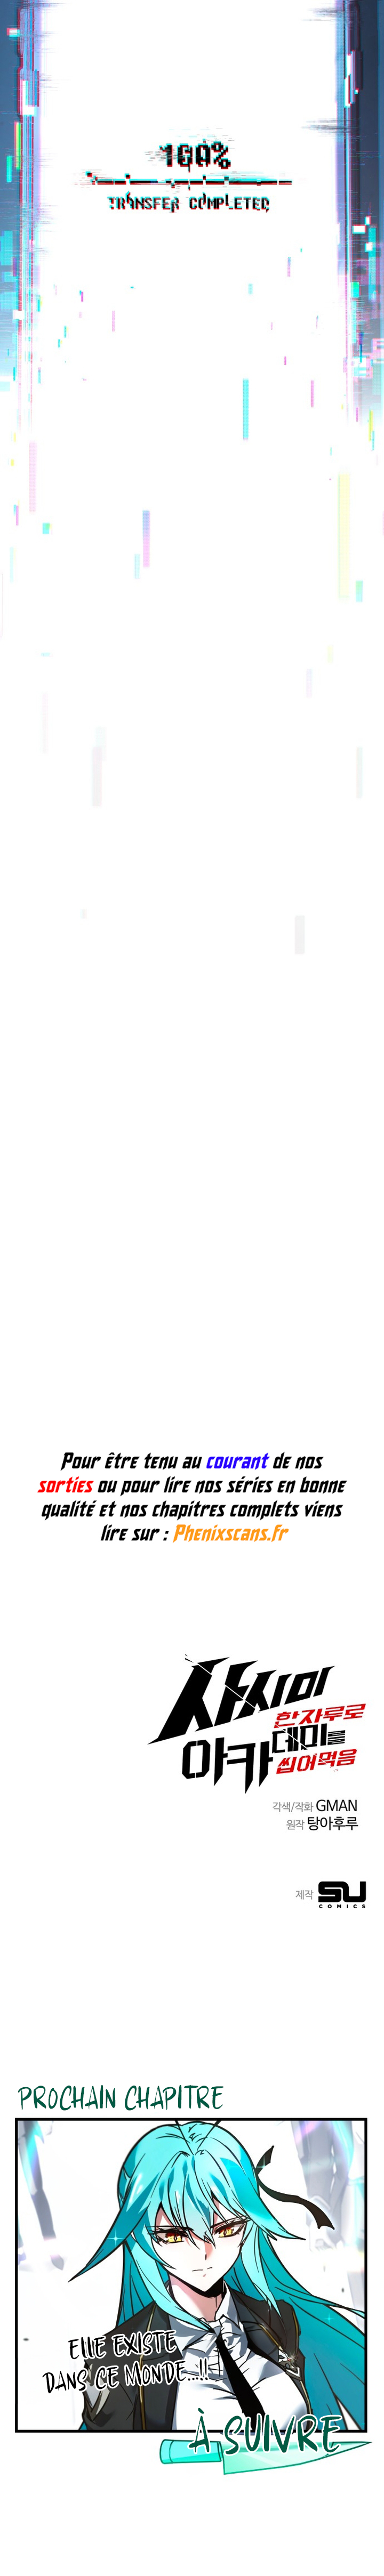 100%
TRANSFER COMPLETED
Pour être tenu au courant de nos
sorties ou pour lire nos séries en bonne
qualité et nos chapitres complets viens
lire sur : Phenixscans.fr
사시미
한 자루로
아카데미를
씹어먹음
각색/작화 GMAN
원작 탕아후루
제작 SU
COMICS
PROCHAIN CHAPITRE
ELLE EXISTE
DANS CE MONDE...!!
À SUIVRE